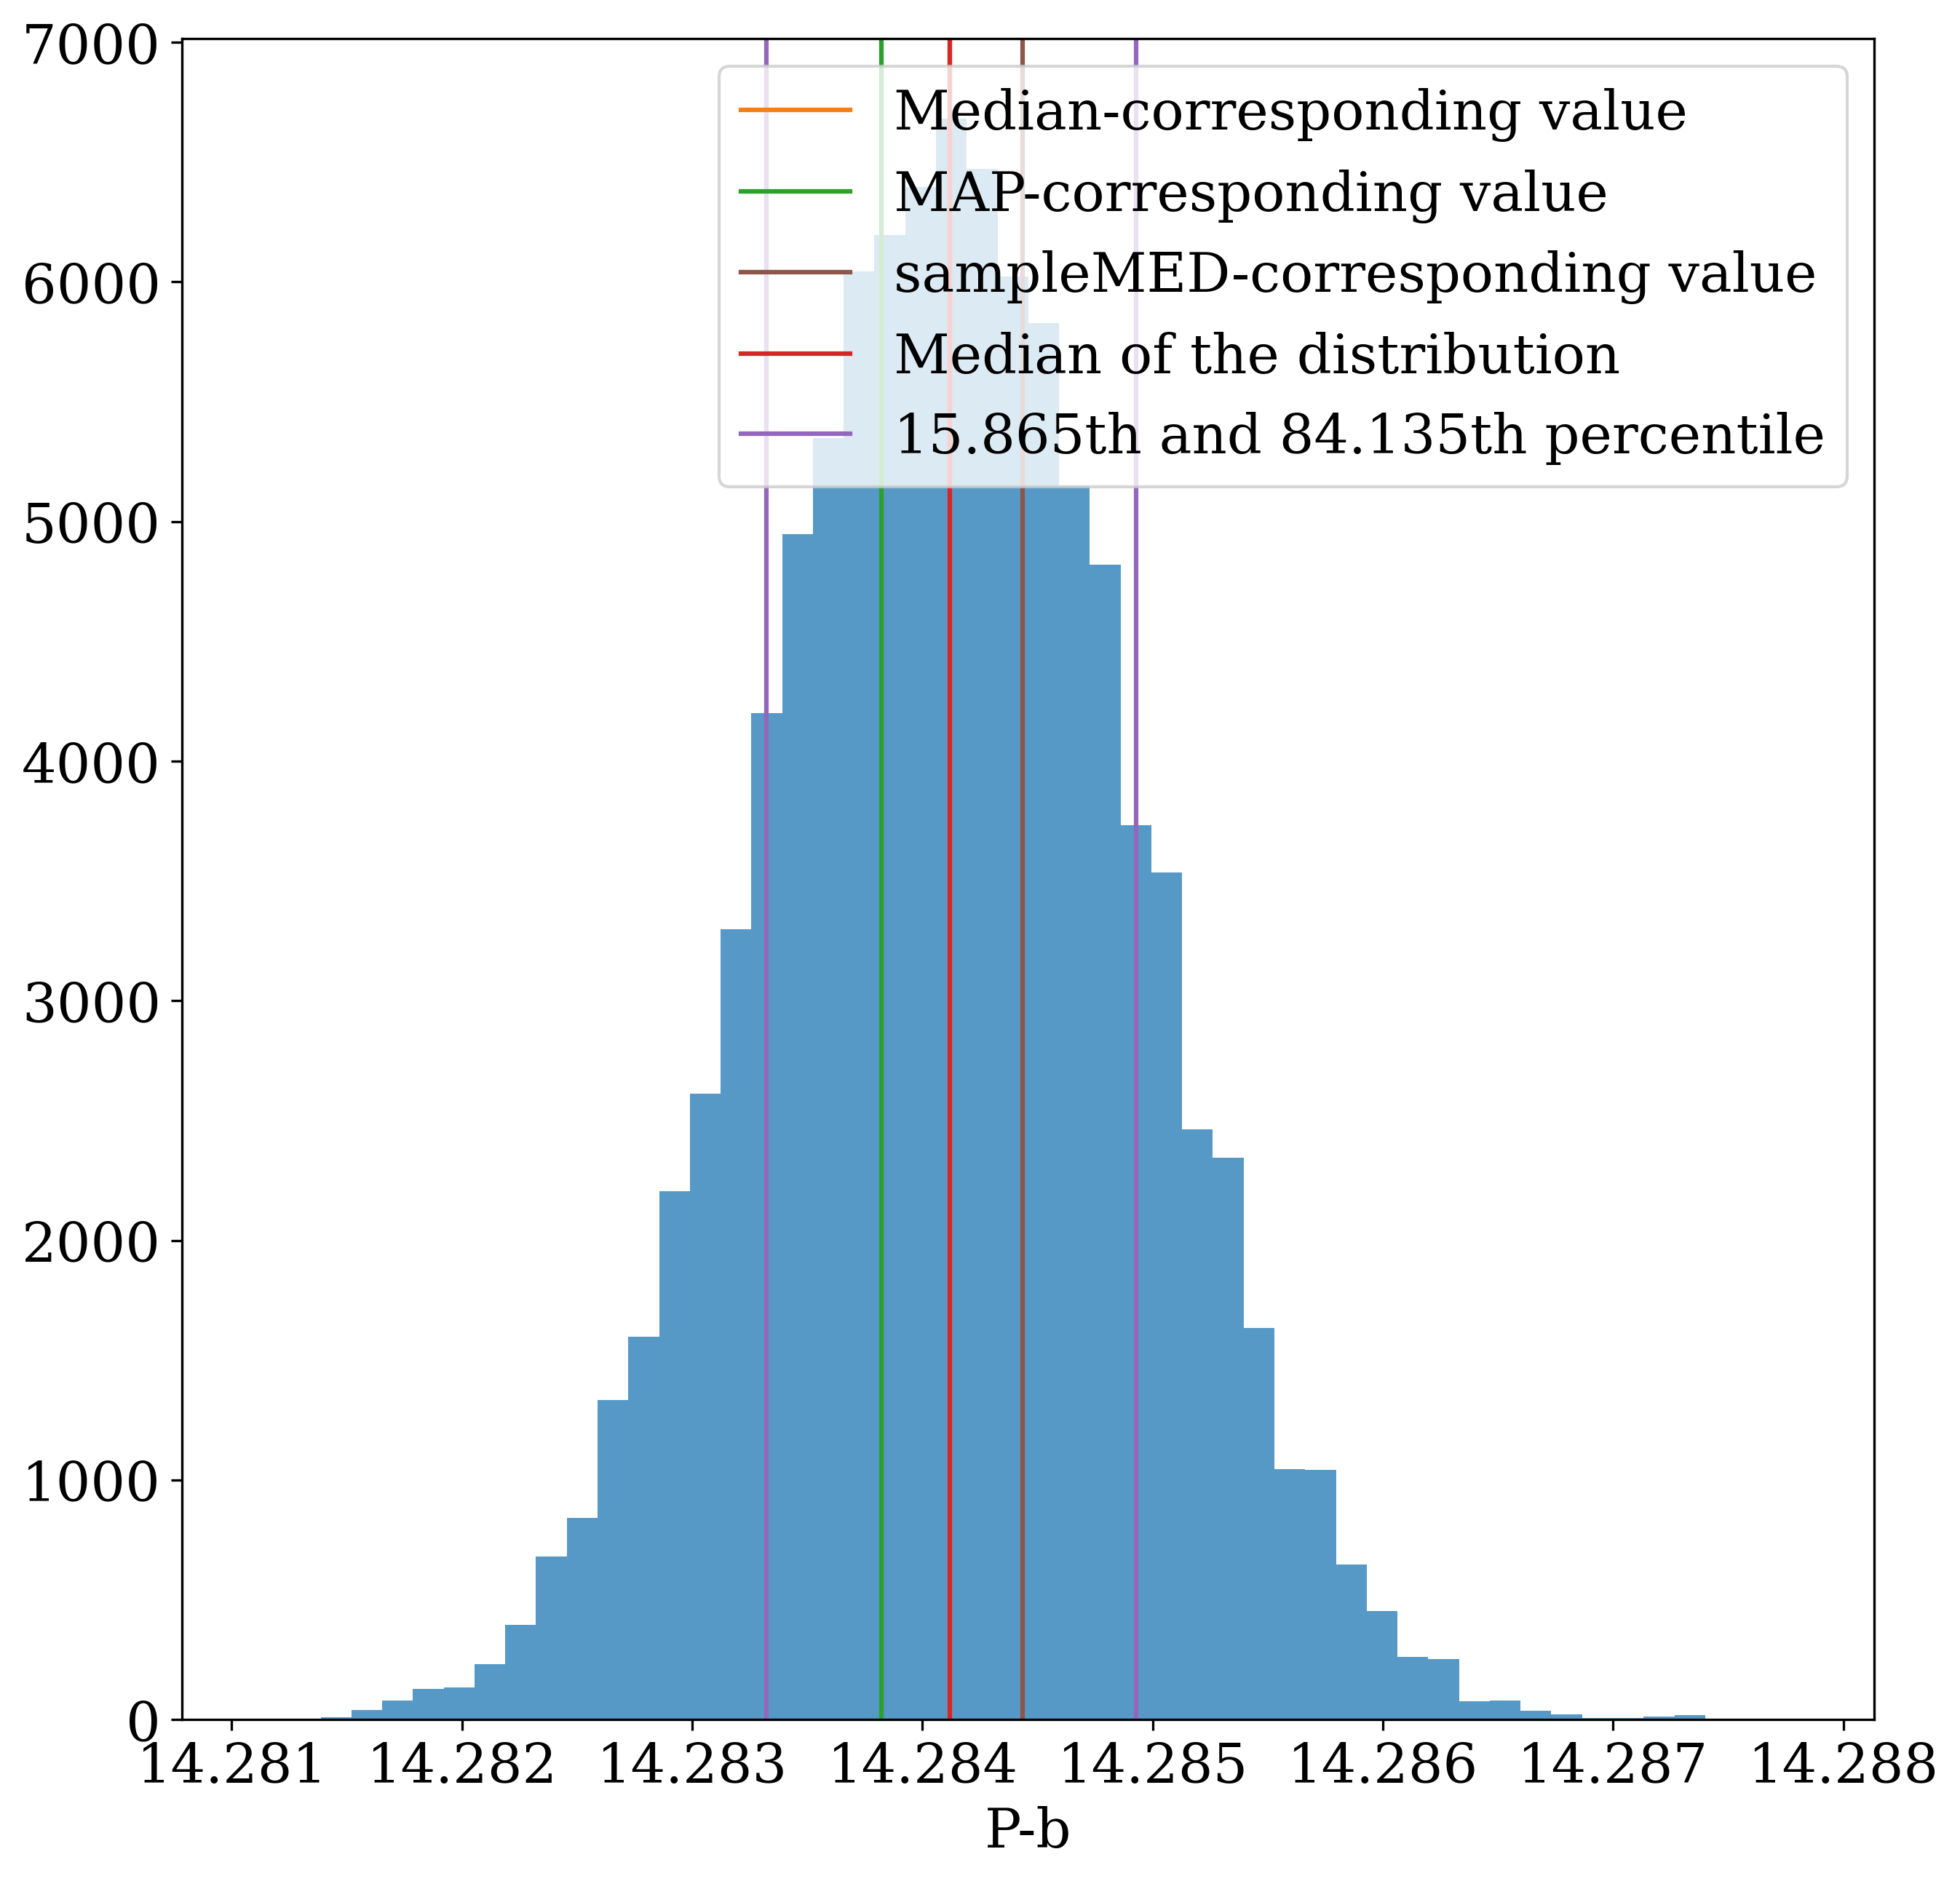 7000
6000
5000
4000
3000
2000
1000
0
Median-corresponding value
MAP-corresponding value
sampleMED-corresponding value
Median of the distribution
15.865th and 84.135th percentile
14.281 14.282 14.283 14.284 14.285 14.286 14.287 14.288
P-b